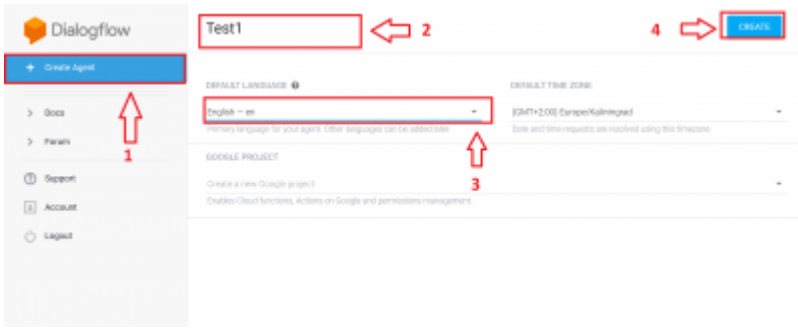 Dialogflow
Test1
2
4
CREATE
+ Create Agent
DEFAULT LANGUAGE
DEFAULT TIME ZONE
> Docs
English — en
(GMT+2:00) Europe/Kaliningrad
Primary language for your agent. Other languages can be added later.
Date and time requests are resolved using this timezone.
> Forum
1
3
GOOGLE PROJECT
Support
Create a new Google project
Enables Cloud functions, Actions on Google and permissions management.
Account
Logout